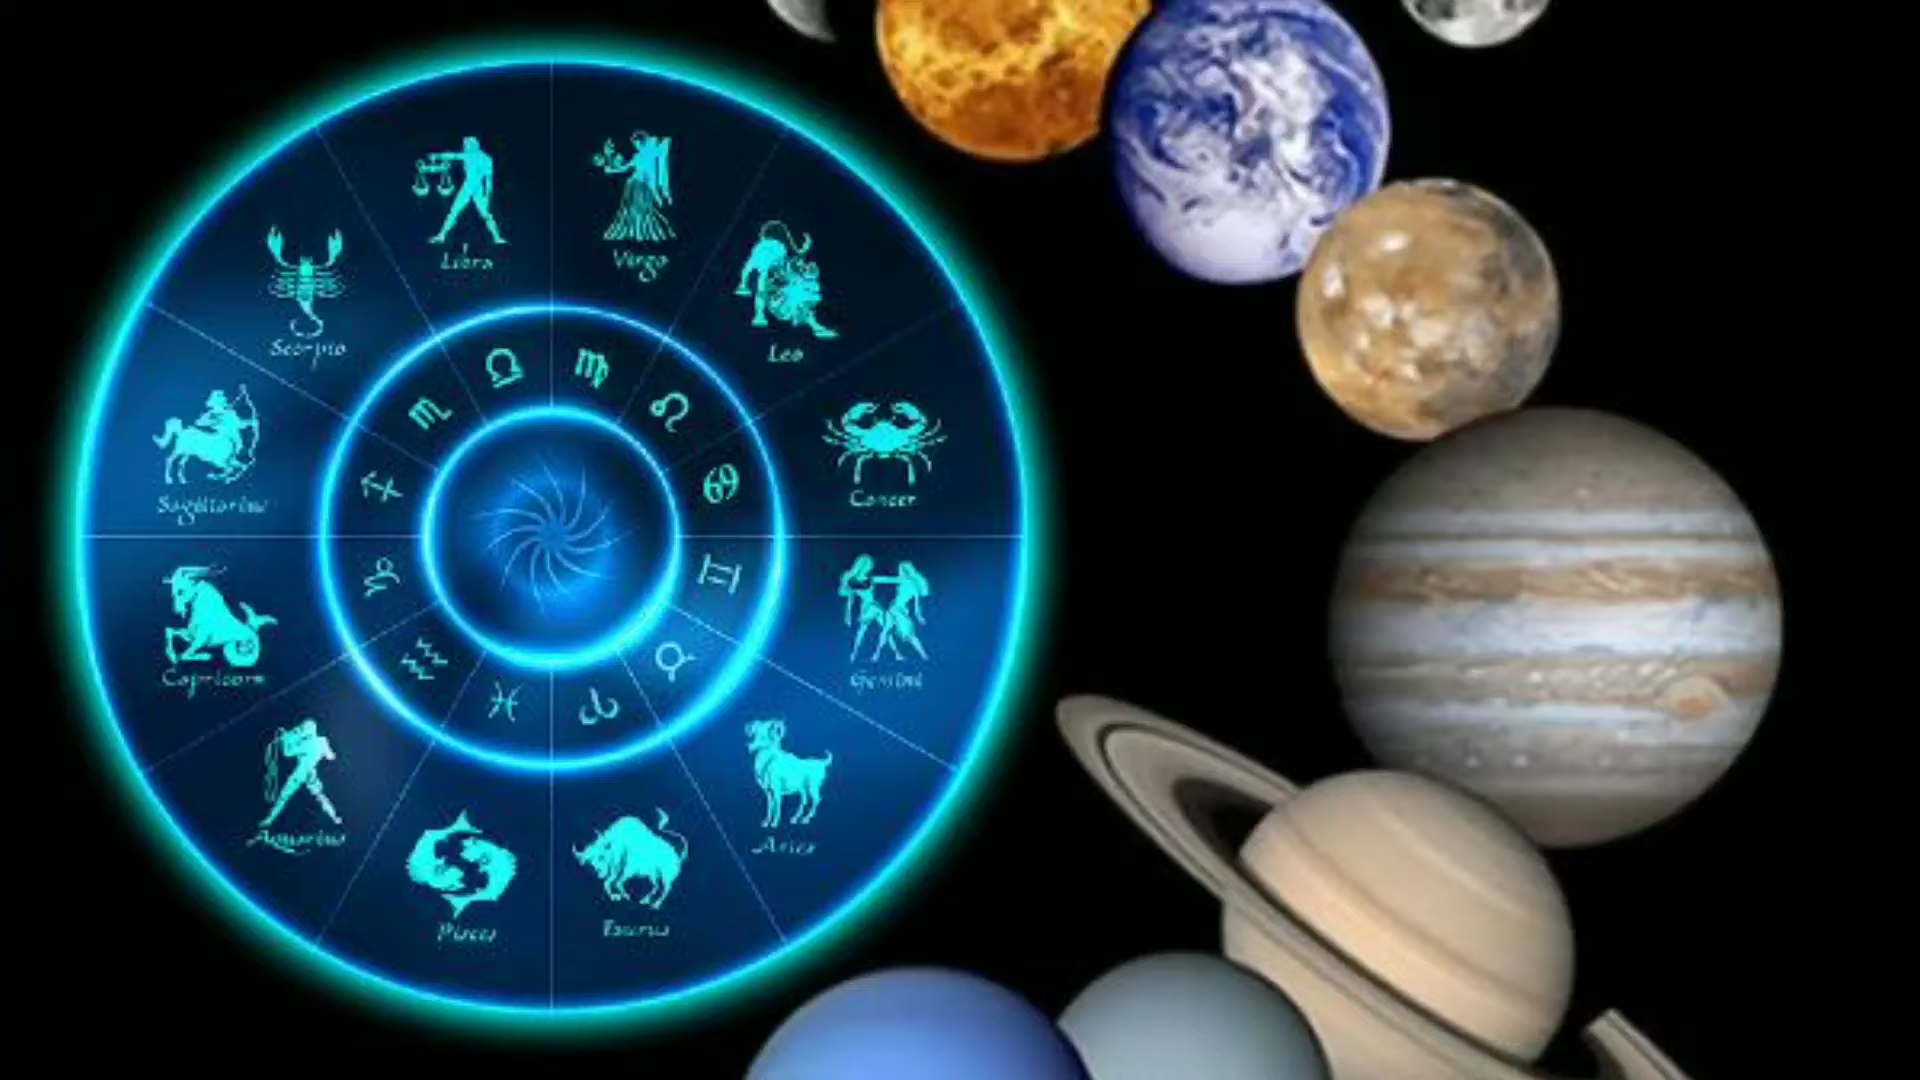 Libra
Virgo
Scorpio
Leo
Sagittarius
Cancer
Capricorn
Gemini
Aquarius
Aries
Pisces
Taurus